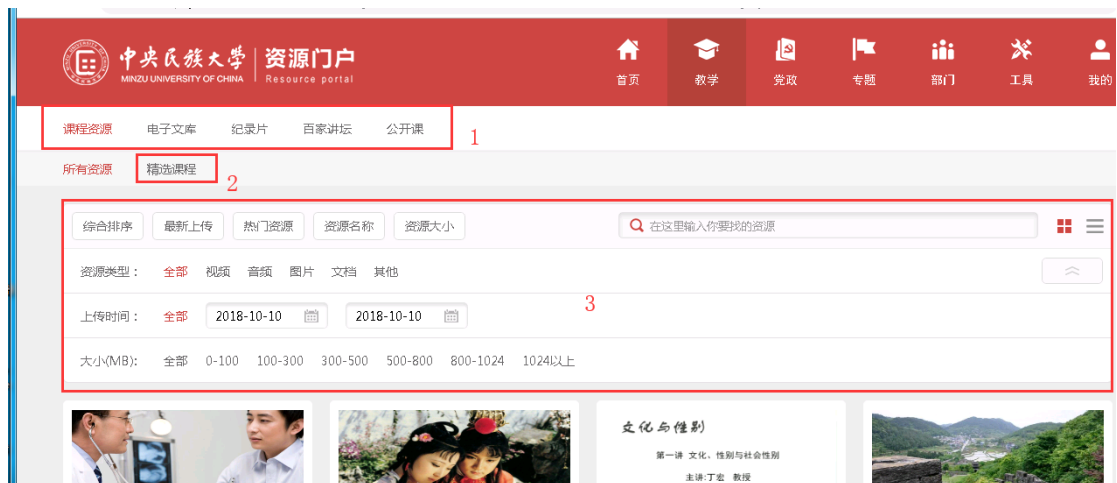 中央民族大学 资源门户
MINZU UNIVERSITY OF CHINA Resource portal
首页 教学 党政 专题 部门 工具 我的
课程资源 电子文库 纪录片 百家讲坛 公开课 1
所有资源 精选课程 2
综合排序 最新上传 热门资源 资源名称 资源大小 在这里输入你要找的资源
资源类型： 全部 视频 音频 图片 文档 其他
3
上传时间： 全部 2018-10-10 2018-10-10
大小(MB): 全部 0-100 100-300 300-500 500-800 800-1024 1024以上
文化与性别
第一讲 文化、性别与社会性别
主讲:丁宏 教授